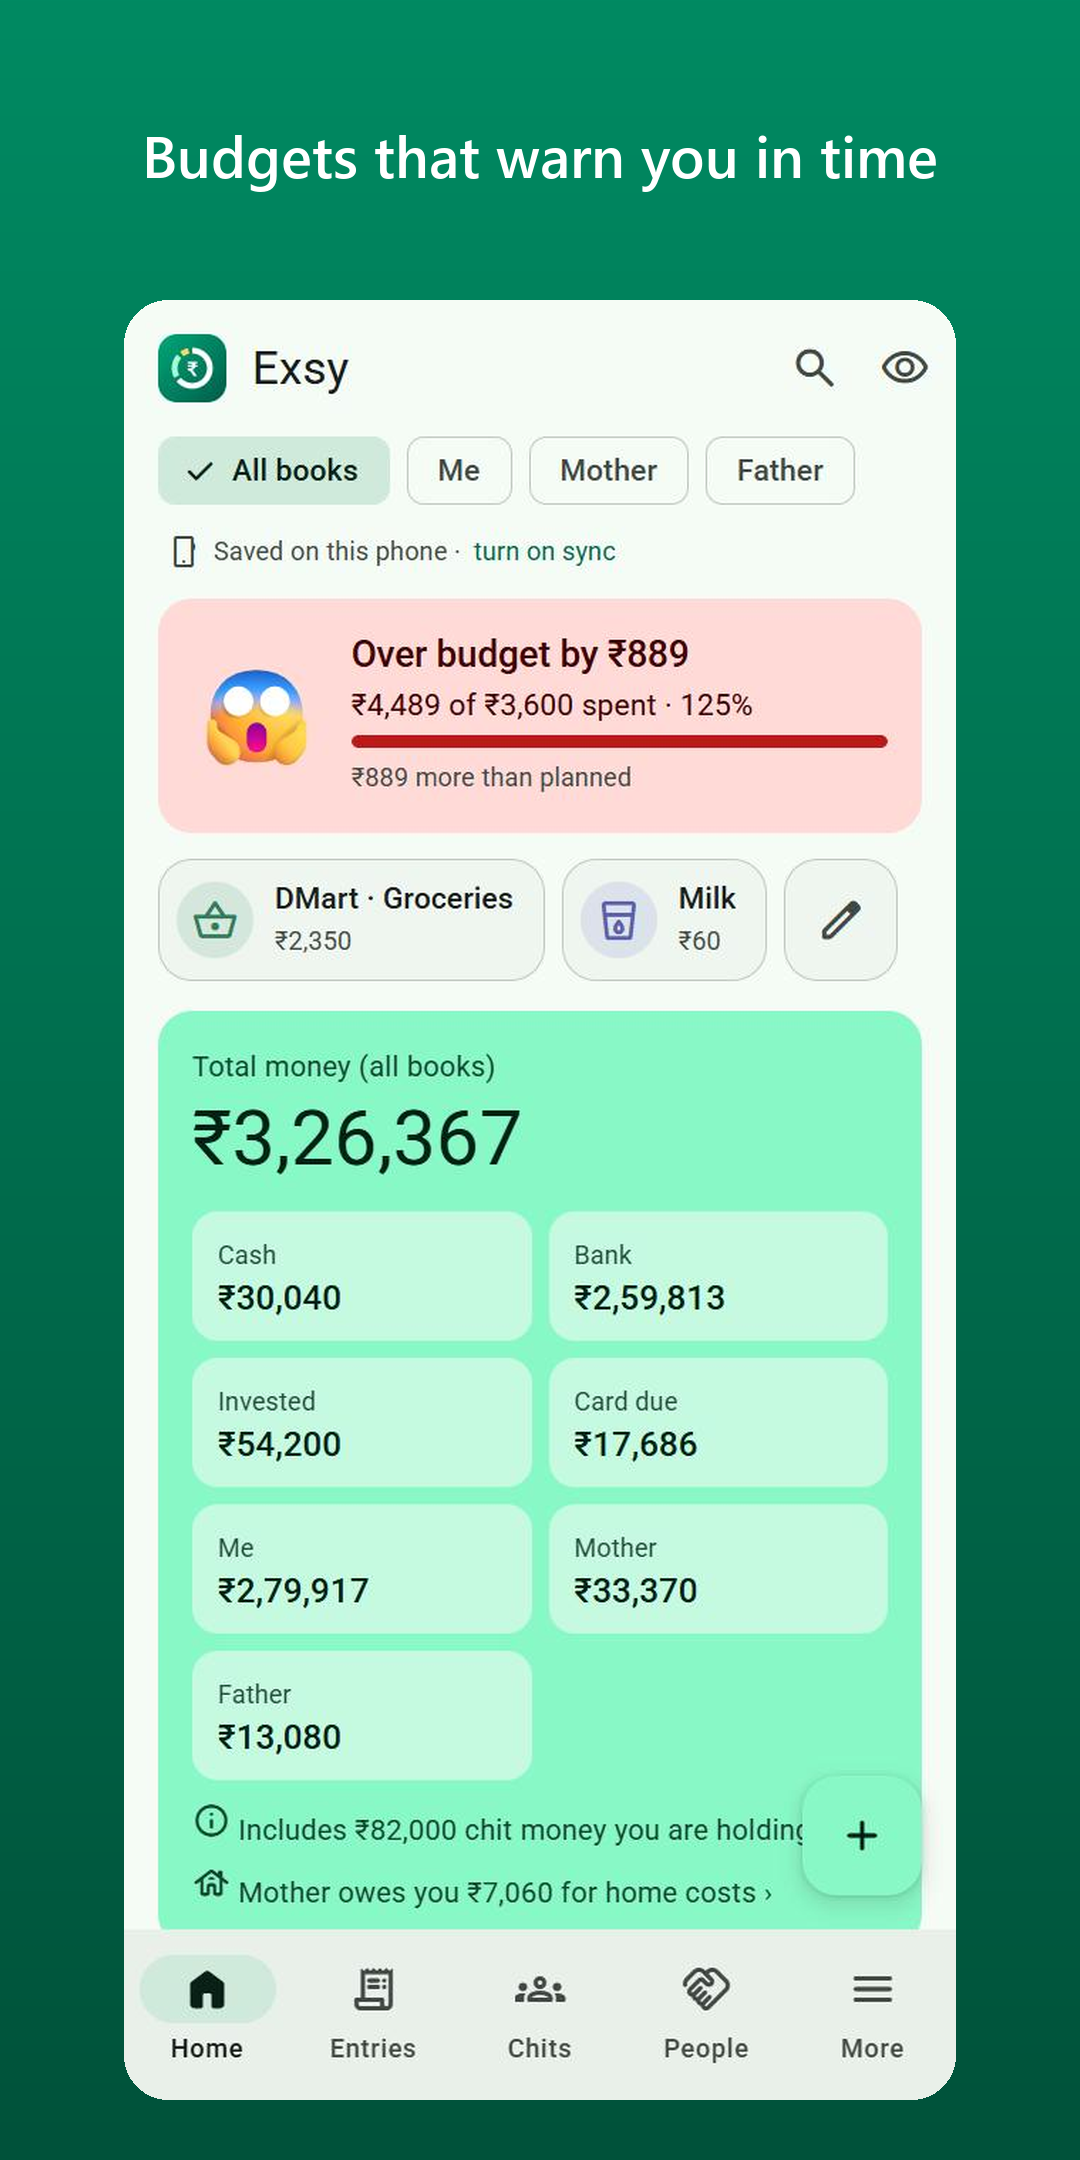 Budgets that warn you in time
Exsy
All books
Me
Mother
Father
Saved on this phone · turn on sync
Over budget by ₹889
₹4,489 of ₹3,600 spent · 125%
₹889 more than planned
DMart · Groceries
₹2,350
Milk
₹60
Total money (all books)
₹3,26,367
Cash
₹30,040
Bank
₹2,59,813
Invested
₹54,200
Card due
₹17,686
Me
₹2,79,917
Mother
₹33,370
Father
₹13,080
Includes ₹82,000 chit money you are holding
Mother owes you ₹7,060 for home costs ›
Home
Entries
Chits
People
More